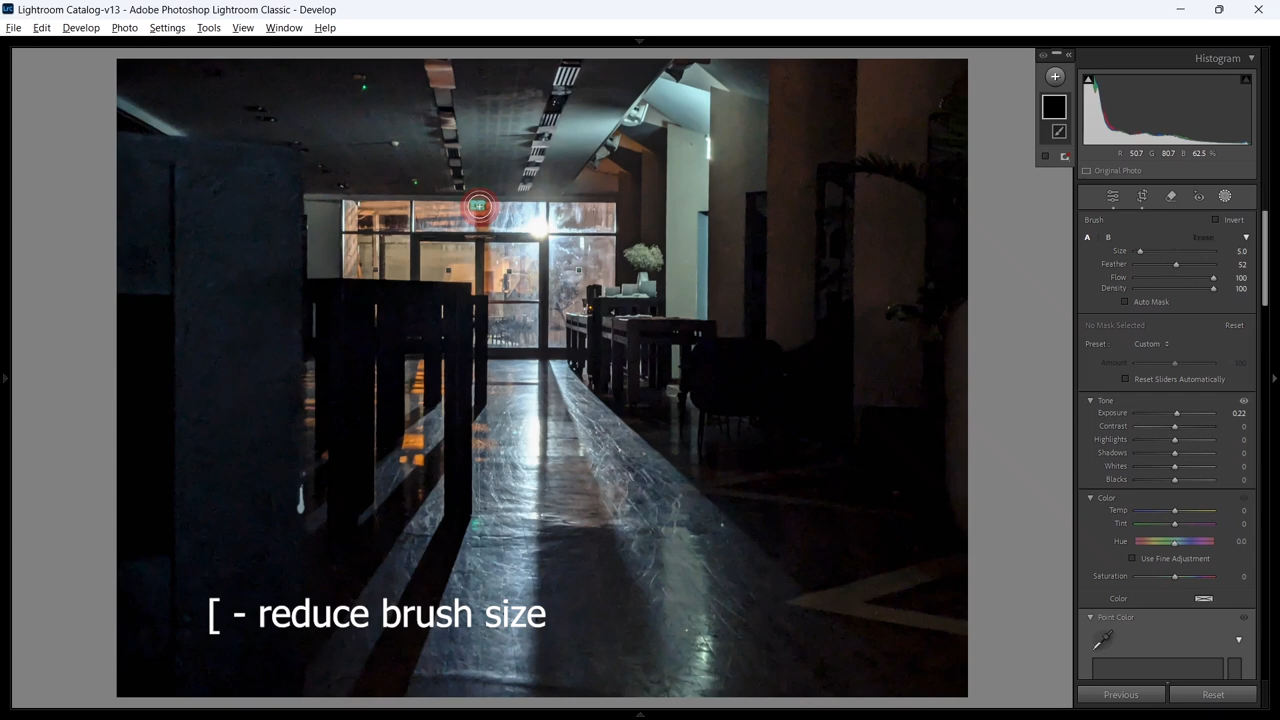 Lightroom Catalog-v13 - Adobe Photoshop Lightroom Classic - Develop
File Edit Develop Photo Settings Tools View Window Help
Histogram
R 50.7 G 80.7 B 62.5 %
Original Photo
Brush Invert
A B Erase
Size 5.0
Feather 52
Flow 100
Density 100
Auto Mask
No Mask Selected Reset
Preset : Custom
Amount 100
Reset Sliders Automatically
Tone
Exposure 0.22
Contrast 0
Highlights 0
Shadows 0
Whites 0
Blacks 0
Color
Temp 0
Tint 0
Hue 0.0
Use Fine Adjustment
Saturation 0
Color
Point Color
Previous Reset
[ - reduce brush size